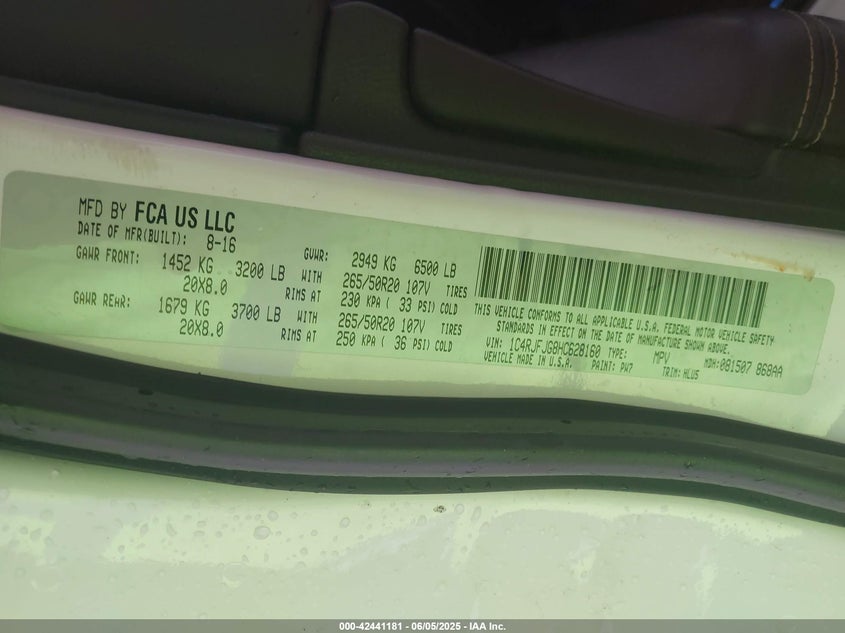 MFD BY FCA US LLC
DATE OF MFR(BUILT): 8-16 GVWR: 2949 KG 6500 LB
GAWR FRONT: 1452 KG 3200 LB WITH 265/50R20 107V TIRES
20X8.0 RIMS AT 230 KPA ( 33 PSI) COLD
GAWR REAR: 1679 KG 3700 LB WITH 265/50R20 107V TIRES
20X8.0 RIMS AT 250 KPA ( 36 PSI) COLD
THIS VEHICLE CONFORMS TO ALL APPLICABLE U.S.A. FEDERAL MOTOR VEHICLE SAFETY
STANDARDS IN EFFECT ON THE DATE OF MANUFACTURE SHOWN ABOVE.
VIN: 1C4RJFJG8HC628160 TYPE: MPV MDH:081507 868AA
VEHICLE MADE IN U.S.A. PAINT: PW7 TRIM: HLU5
000-42441181 - 06/05/2025 - IAA Inc.